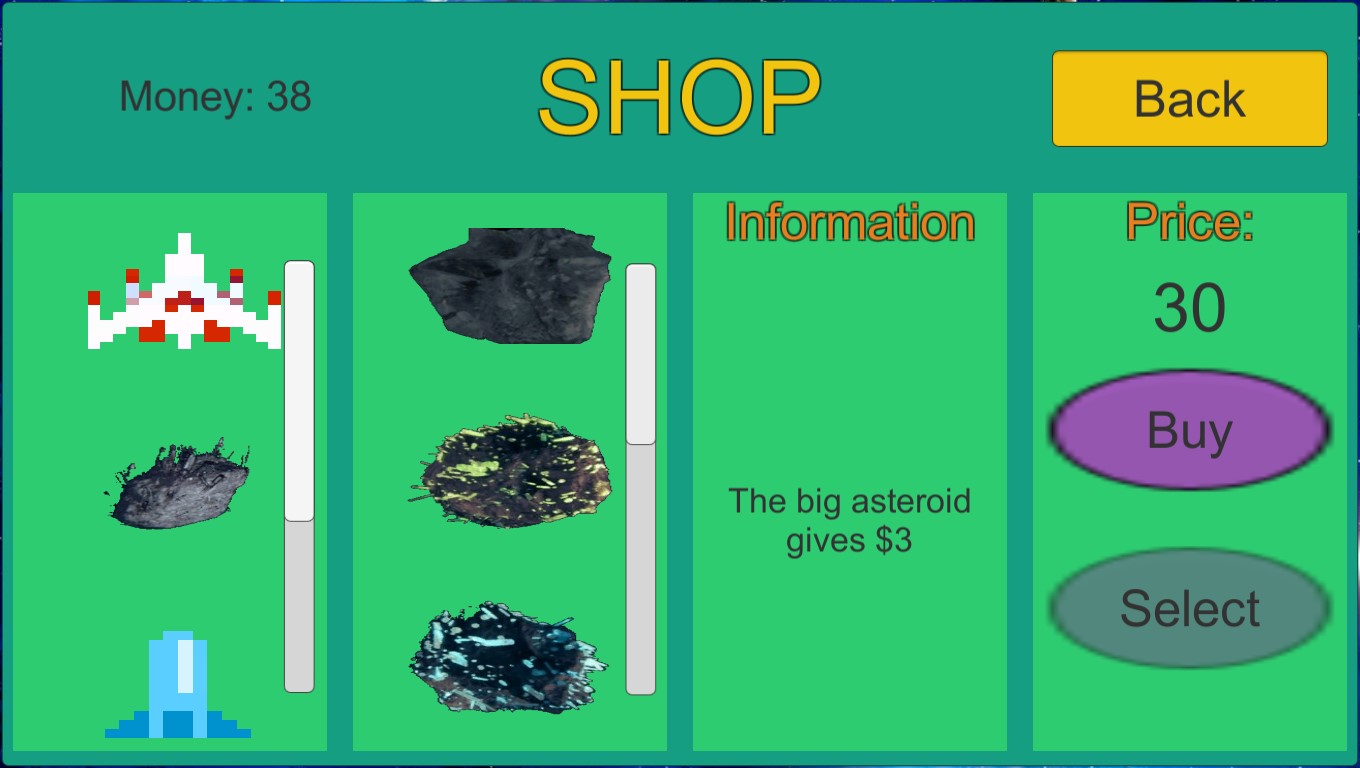 Money: 38
SHOP
Back
Information
The big asteroid
gives $3
Price:
30
Buy
Select